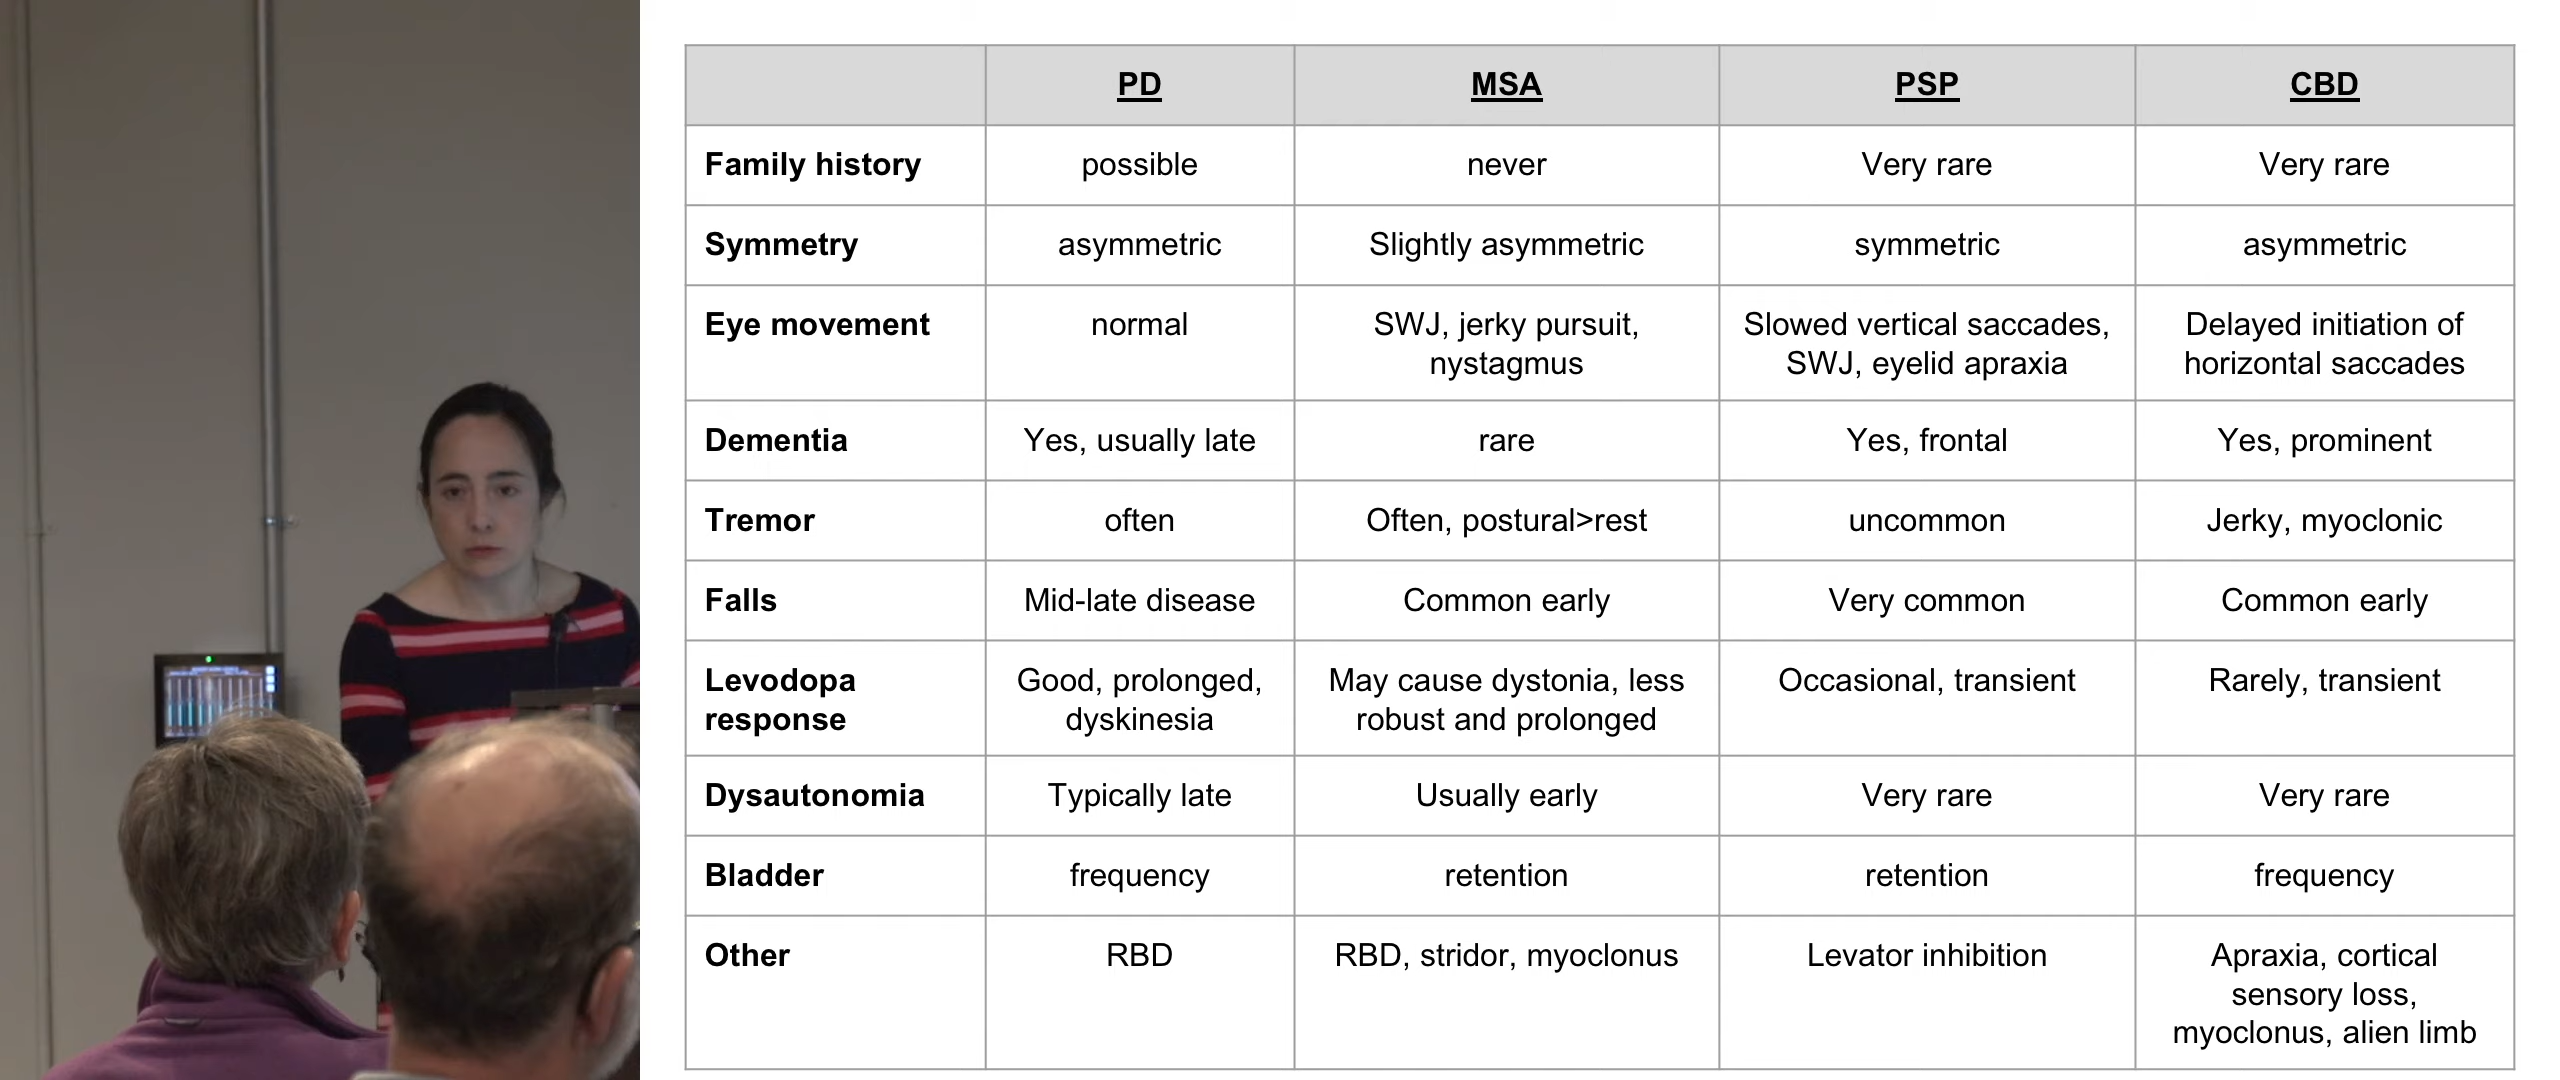 PD MSA PSP CBD
Family history possible never Very rare Very rare
Symmetry asymmetric Slightly asymmetric symmetric asymmetric
Eye movement normal SWJ, jerky pursuit, Slowed vertical saccades, Delayed initiation of
nystagmus SWJ, eyelid apraxia horizontal saccades
Dementia Yes, usually late rare Yes, frontal Yes, prominent
Tremor often Often, postural>rest uncommon Jerky, myoclonic
Falls Mid-late disease Common early Very common Common early
Levodopa Good, prolonged, May cause dystonia, less Occasional, transient Rarely, transient
response dyskinesia robust and prolonged
Dysautonomia Typically late Usually early Very rare Very rare
Bladder frequency retention retention frequency
Other RBD RBD, stridor, myoclonus Levator inhibition Apraxia, cortical
sensory loss,
myoclonus, alien limb